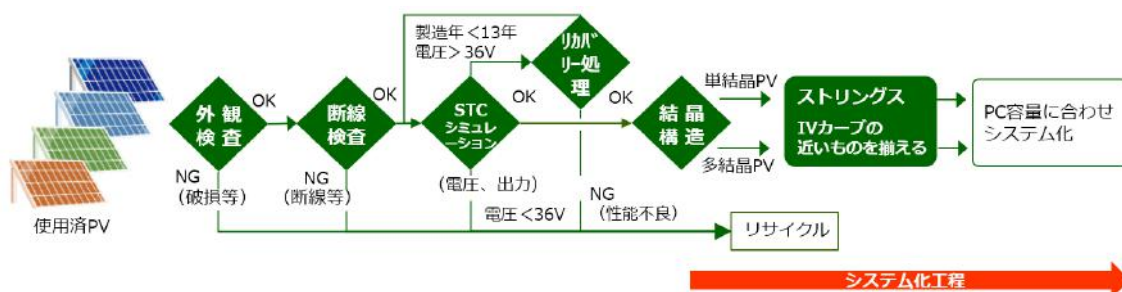 製造年<13年
電圧>36V
リカバ
リー処
理
外観
検査
OK
断線
検査
OK
STC
シミュレ
ーション
OK
OK
結晶
構造
単結晶PV
多結晶PV
ストリングス
IVカーブの
近いものを揃える
PC容量に合わせ
システム化
使用済PV
NG
(破損等)
NG
(断線等)
(電圧、出力)
電圧<36V
NG
(性能不良)
リサイクル
システム化工程